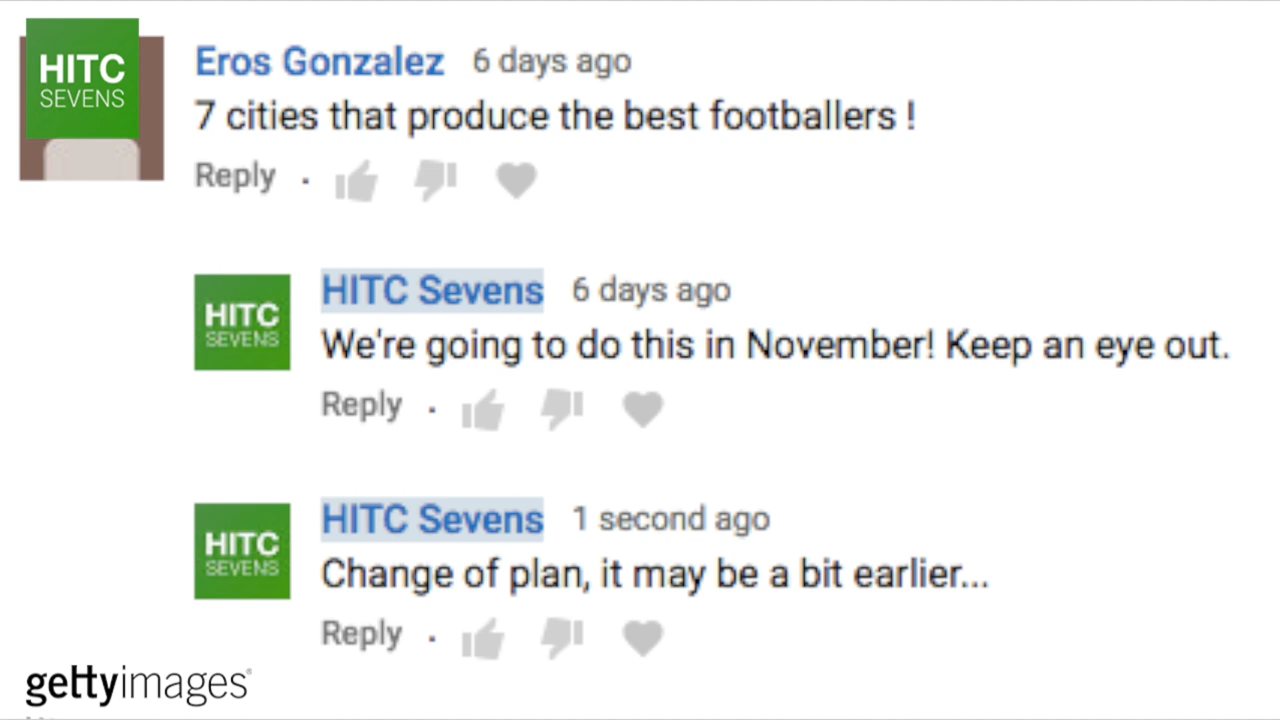 HITC
SEVENS
Eros Gonzalez 6 days ago
7 cities that produce the best footballers !
Reply .
HITC
SEVENS
HITC Sevens 6 days ago
We're going to do this in November! Keep an eye out.
Reply .
HITC
SEVENS
HITC Sevens 1 second ago
Change of plan, it may be a bit earlier...
Reply .
gettyimages